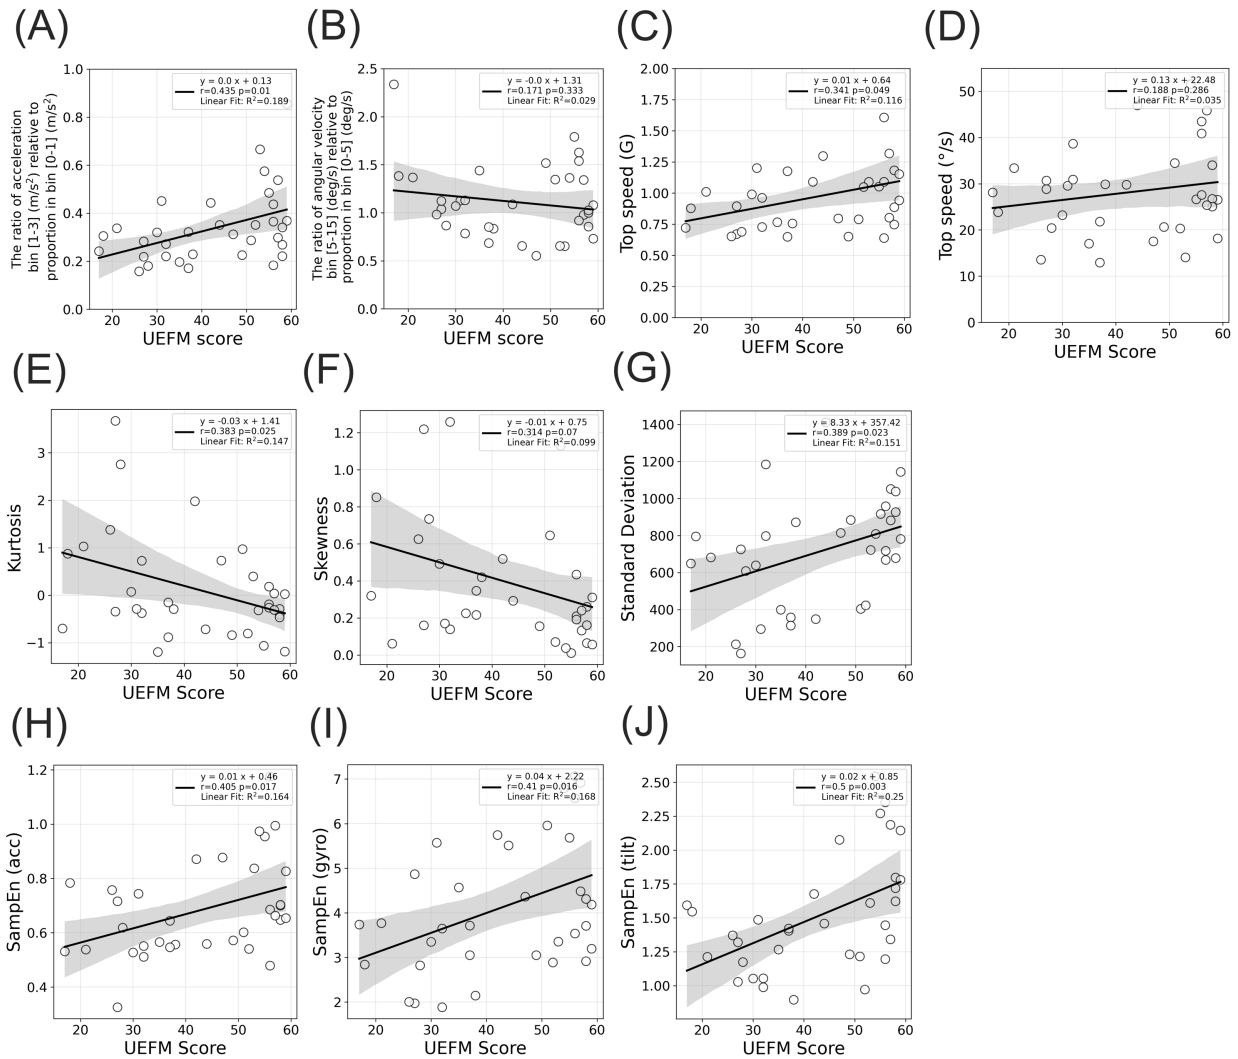 (A)
The ratio of acceleration
bin [1-3] (m/s²) relative to
proportion in bin [0-1] (m/s²)
1.0
0.8
0.6
0.4
0.2
0.0
y = 0.0 x + 0.13
r=0.435 p=0.01
Linear Fit: R²=0.189
20 30 40 50 60
UEFM score
(B)
The ratio of angular velocity
bin [5-15] (deg/s) relative to
proportion in bin [0-5] (deg/s)
2.5
2.0
1.5
1.0
0.5
0.0
y = -0.0 x + 1.31
r=0.171 p=0.333
Linear Fit: R²=0.029
20 30 40 50 60
UEFM score
(C)
Top speed (G)
2.00
1.75
1.50
1.25
1.00
0.75
0.50
0.25
0.00
y = 0.01 x + 0.64
r=0.341 p=0.049
Linear Fit: R²=0.116
20 30 40 50 60
UEFM Score
(D)
Top speed (°/s)
50
40
30
20
10
0
y = 0.13 x + 22.48
r=0.188 p=0.286
Linear Fit: R²=0.035
20 30 40 50 60
UEFM Score
(E)
Kurtosis
3
2
1
0
−1
y = -0.03 x + 1.41
r=0.383 p=0.025
Linear Fit: R²=0.147
20 30 40 50 60
UEFM Score
(F)
Skewness
1.2
1.0
0.8
0.6
0.4
0.2
0.0
y = -0.01 x + 0.75
r=0.314 p=0.07
Linear Fit: R²=0.099
20 30 40 50 60
UEFM Score
(G)
Standard Deviation
1400
1200
1000
800
600
400
200
y = 8.33 x + 357.42
r=0.389 p=0.023
Linear Fit: R²=0.151
20 30 40 50 60
UEFM Score
(H)
SampEn (acc)
1.2
1.0
0.8
0.6
0.4
y = 0.01 x + 0.46
r=0.405 p=0.017
Linear Fit: R²=0.164
20 30 40 50 60
UEFM Score
(I)
SampEn (gyro)
7
6
5
4
3
2
y = 0.04 x + 2.22
r=0.41 p=0.016
Linear Fit: R²=0.168
20 30 40 50 60
UEFM Score
(J)
SampEn (tilt)
2.50
2.25
2.00
1.75
1.50
1.25
1.00
y = 0.02 x + 0.85
r=0.5 p=0.003
Linear Fit: R²=0.25
20 30 40 50 60
UEFM Score